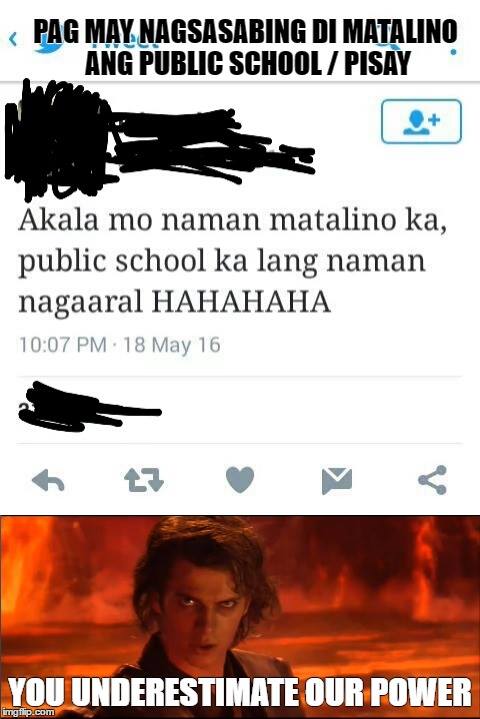 PAG MAY NAGSASABING DI MATALINO
ANG PUBLIC SCHOOL / PISAY
Tweet
Akala mo naman matalino ka,
public school ka lang naman
nagaaral HAHAHAHA
10:07 PM · 18 May 16
YOU UNDERESTIMATE OUR POWER
imgflip.com